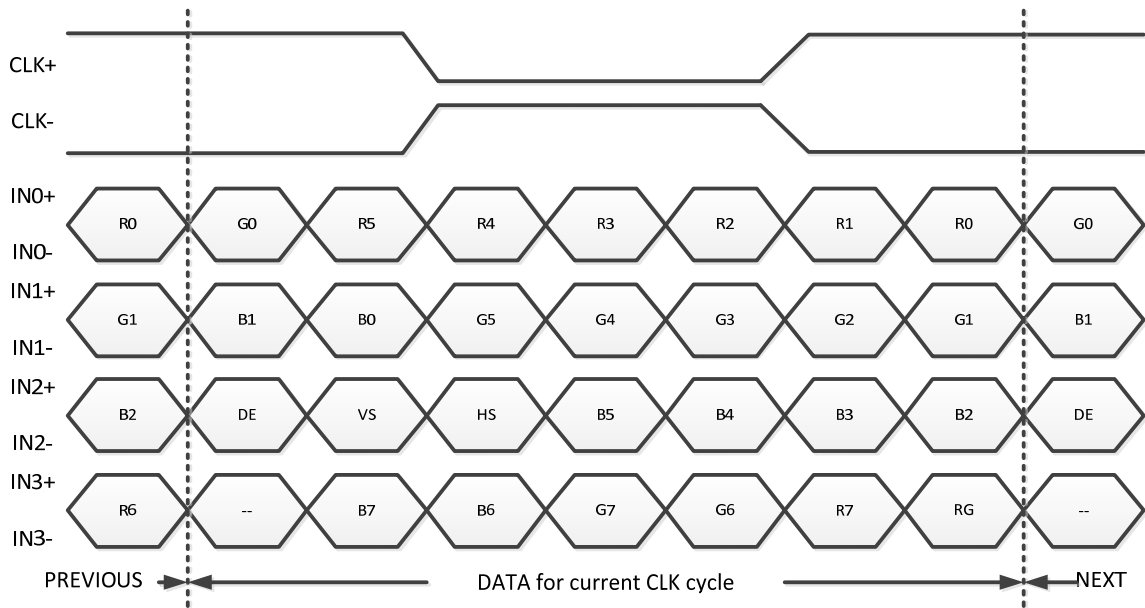 CLK+
CLK-
IN0+
R0 G0 R5 R4 R3 R2 R1 R0 G0
IN0-
IN1+
G1 B1 B0 G5 G4 G3 G2 G1 B1
IN1-
IN2+
B2 DE VS HS B5 B4 B3 B2 DE
IN2-
IN3+
R6 -- B7 B6 G7 G6 R7 RG --
IN3-
PREVIOUS DATA for current CLK cycle NEXT